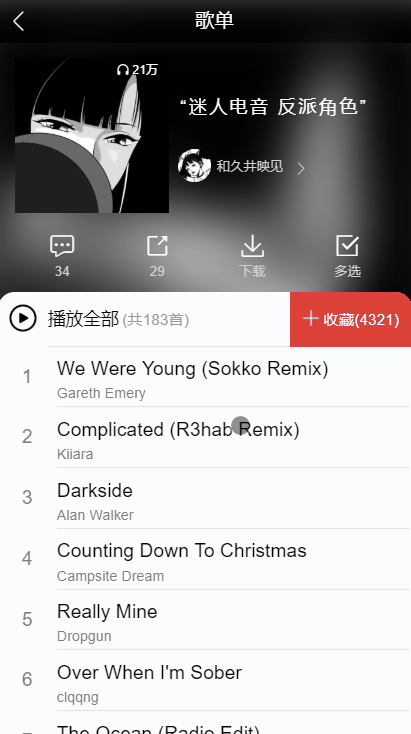 歌单
21万
“迷人电音 反派角色”
和久井映见
34
29
下载
多选
播放全部 (共183首)
收藏(4321)
1
We Were Young (Sokko Remix)
Gareth Emery
2
Complicated (R3hab Remix)
Kiiara
3
Darkside
Alan Walker
4
Counting Down To Christmas
Campsite Dream
5
Really Mine
Dropgun
6
Over When I'm Sober
clqqng
The Ocean (Radio Edit)